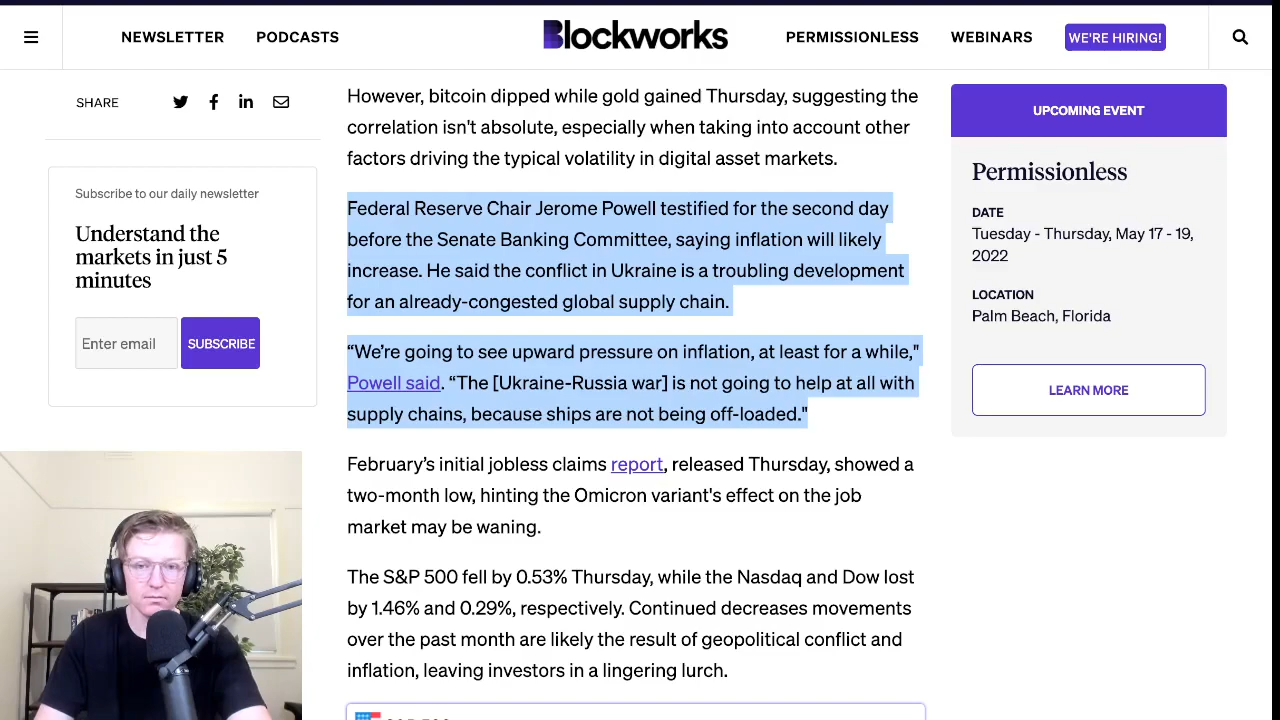 NEWSLETTER PODCASTS Blockworks PERMISSIONLESS WEBINARS WE'RE HIRING!
SHARE
Subscribe to our daily newsletter
Understand the
markets in just 5
minutes
Enter email SUBSCRIBE
However, bitcoin dipped while gold gained Thursday, suggesting the
correlation isn't absolute, especially when taking into account other
factors driving the typical volatility in digital asset markets.
Federal Reserve Chair Jerome Powell testified for the second day
before the Senate Banking Committee, saying inflation will likely
increase. He said the conflict in Ukraine is a troubling development
for an already-congested global supply chain.
“We’re going to see upward pressure on inflation, at least for a while,"
Powell said. “The [Ukraine-Russia war] is not going to help at all with
supply chains, because ships are not being off-loaded."
February’s initial jobless claims report, released Thursday, showed a
two-month low, hinting the Omicron variant's effect on the job
market may be waning.
The S&P 500 fell by 0.53% Thursday, while the Nasdaq and Dow lost
by 1.46% and 0.29%, respectively. Continued decreases movements
over the past month are likely the result of geopolitical conflict and
inflation, leaving investors in a lingering lurch.
UPCOMING EVENT
Permissionless
DATE
Tuesday - Thursday, May 17 - 19,
2022
LOCATION
Palm Beach, Florida
LEARN MORE